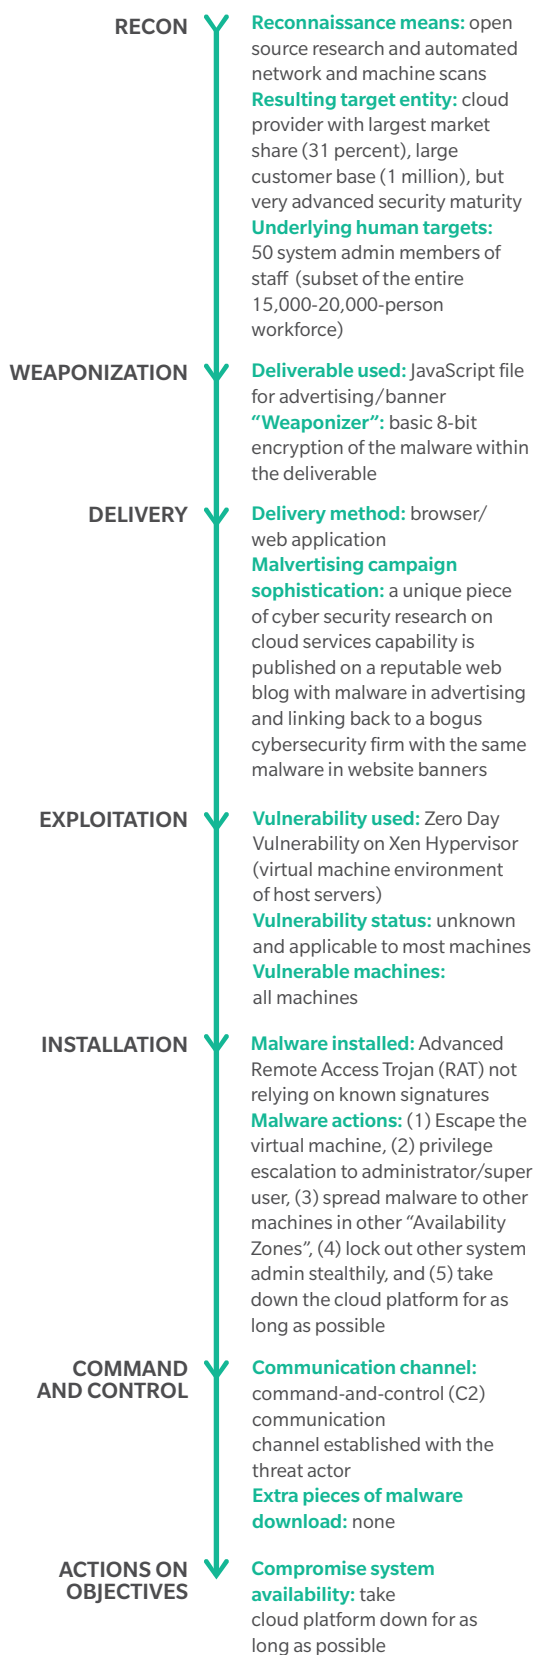 RECON
Reconnaissance means: open
source research and automated
network and machine scans
Resulting target entity: cloud
provider with largest market
share (31 percent), large
customer base (1 million), but
very advanced security maturity
Underlying human targets:
50 system admin members of
staff (subset of the entire
15,000-20,000-person
workforce)
WEAPONIZATION
Deliverable used: JavaScript file
for advertising/banner
“Weaponizer”: basic 8-bit
encryption of the malware within
the deliverable
DELIVERY
Delivery method: browser/
web application
Malvertising campaign
sophistication: a unique piece
of cyber security research on
cloud services capability is
published on a reputable web
blog with malware in advertising
and linking back to a bogus
cybersecurity firm with the same
malware in website banners
EXPLOITATION
Vulnerability used: Zero Day
Vulnerability on Xen Hypervisor
(virtual machine environment
of host servers)
Vulnerability status: unknown
and applicable to most machines
Vulnerable machines:
all machines
INSTALLATION
Malware installed: Advanced
Remote Access Trojan (RAT) not
relying on known signatures
Malware actions: (1) Escape the
virtual machine, (2) privilege
escalation to administrator/super
user, (3) spread malware to other
machines in other “Availability
Zones”, (4) lock out other system
admin stealthily, and (5) take
down the cloud platform for as
long as possible
COMMAND
AND CONTROL
Communication channel:
command-and-control (C2)
communication
channel established with the
threat actor
Extra pieces of malware
download: none
ACTIONS ON
OBJECTIVES
Compromise system
availability: take
cloud platform down for as
long as possible